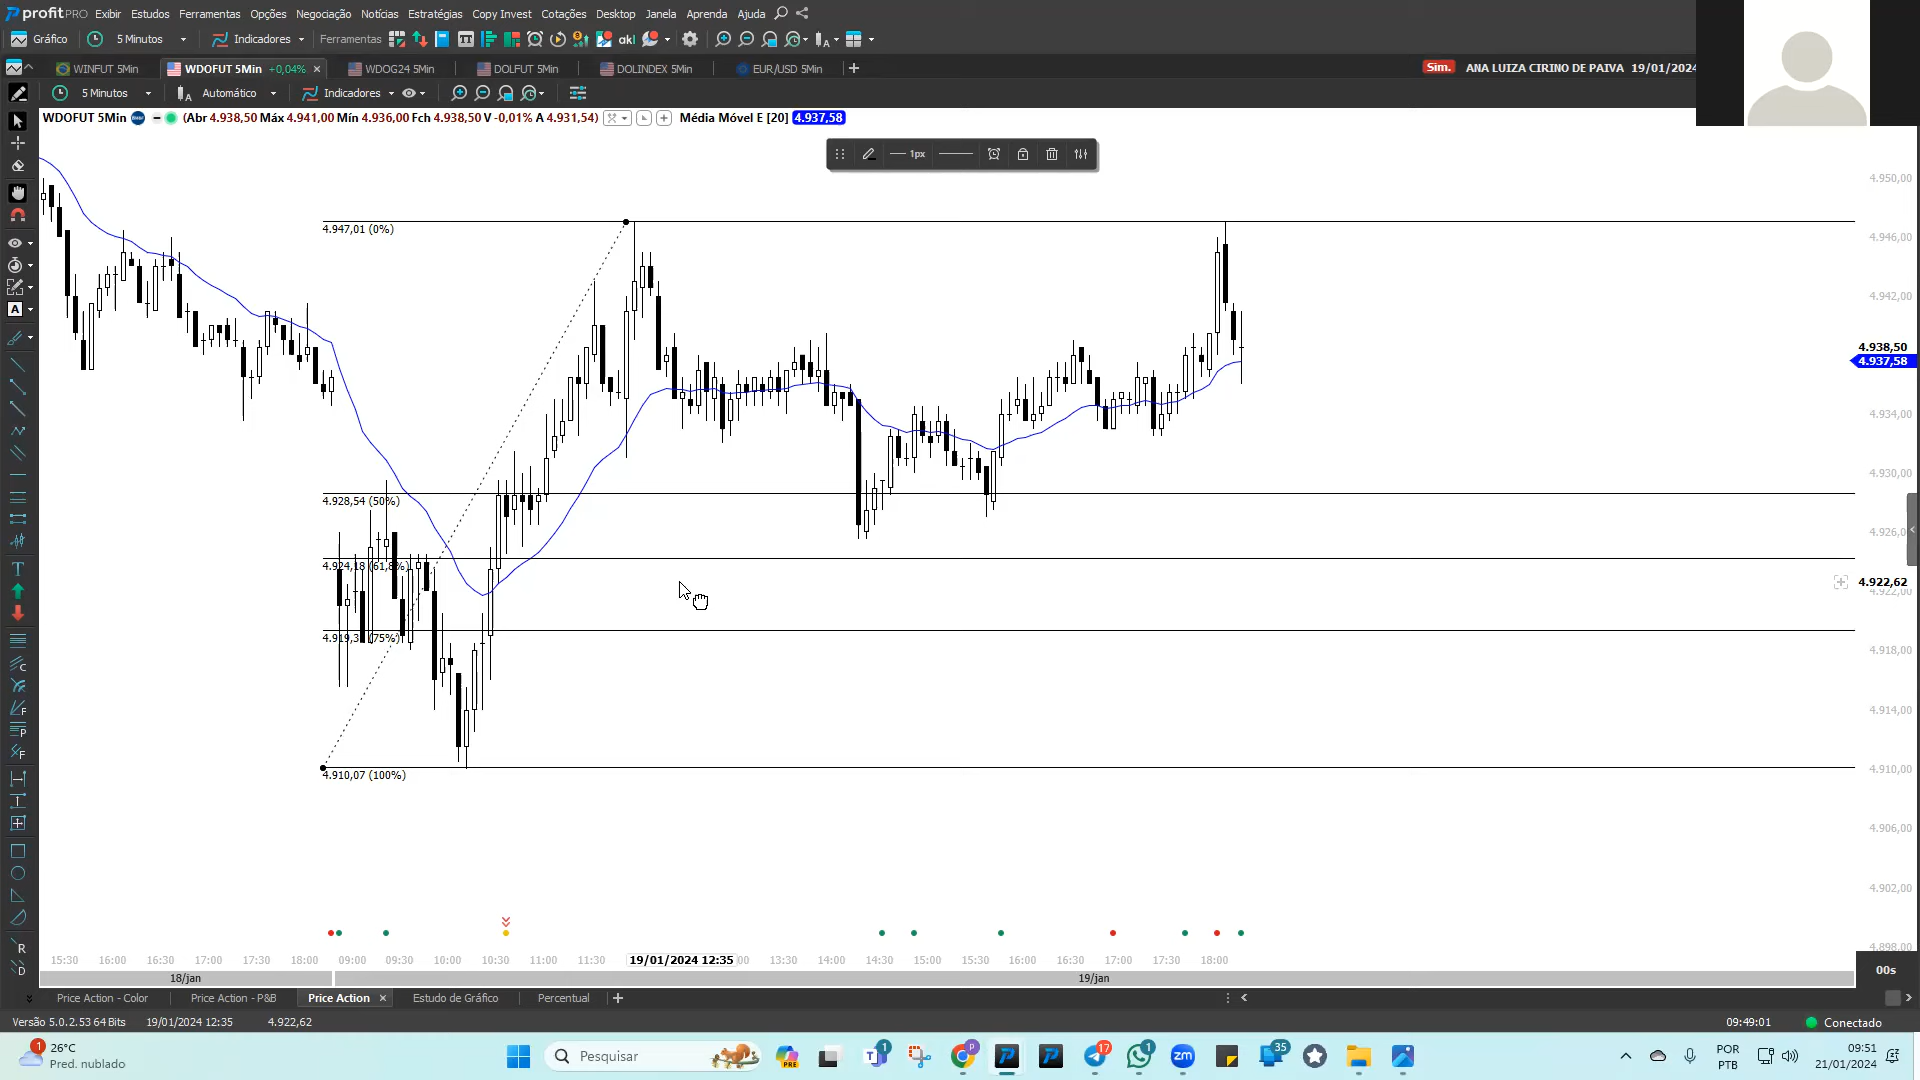 profitPRO Exibir Estudos Ferramentas Opções Negociação Notícias Estratégias Copy Invest Cotações Desktop Janela Aprenda Ajuda
Gráfico 5 Minutos Indicadores Ferramentas
WINFUT 5Min WDOFUT 5Min +0,04% WDOG24 5Min DOLFUT 5Min DOLINDEX 5Min EUR/USD 5Min Sim. ANA LUIZA CIRINO DE PAIVA 19/01/2024
5 Minutos Automático Indicadores
WDOFUT 5Min (Abr 4.938,50 Máx 4.941,00 Mín 4.936,00 Fch 4.938,50 V -0,01% A 4.931,54) Média Móvel E [20] 4.937,58
1px
4.950,00
4.947,01 (0%)
4.946,00
4.942,00
4.938,50
4.937,58
4.934,00
4.930,00
4.928,54 (50%)
4.926,00
4.924,18 (61,8%)
4.922,62
4.922,00
(75%)
4.918,00
4.914,00
4.910,07 (100%)
4.910,00
4.906,00
4.902,00
4.898,00
15:30 16:00 16:30 17:00 17:30 18:00 09:00 09:30 10:00 10:30 11:00 11:30 19/01/2024 12:35 13:30 14:00 14:30 15:00 15:30 16:00 16:30 17:00 17:30 18:00
00s
18/jan 19/jan
Price Action - Color Price Action - P&B Price Action Estudo de Gráfico Percentual
Versão 5.0.2.53 64 Bits 19/01/2024 12:35 4.922,62 09:49:01 Conectado
26°C
Pred. nublado
Pesquisar
POR
PTB
09:51
21/01/2024